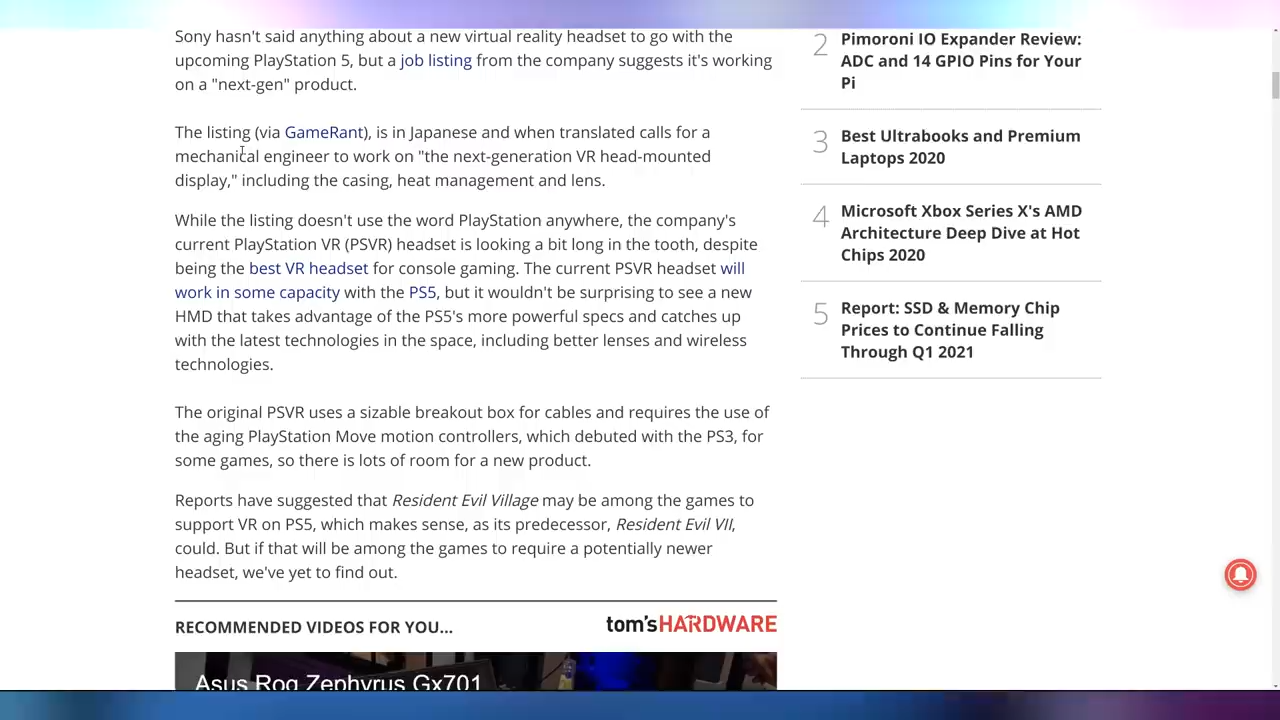 Sony hasn't said anything about a new virtual reality headset to go with the
upcoming PlayStation 5, but a job listing from the company suggests it's working
on a "next-gen" product.
The listing (via GameRant), is in Japanese and when translated calls for a
mechanical engineer to work on "the next-generation VR head-mounted
display," including the casing, heat management and lens.
While the listing doesn't use the word PlayStation anywhere, the company's
current PlayStation VR (PSVR) headset is looking a bit long in the tooth, despite
being the best VR headset for console gaming. The current PSVR headset will
work in some capacity with the PS5, but it wouldn't be surprising to see a new
HMD that takes advantage of the PS5's more powerful specs and catches up
with the latest technologies in the space, including better lenses and wireless
technologies.
The original PSVR uses a sizable breakout box for cables and requires the use of
the aging PlayStation Move motion controllers, which debuted with the PS3, for
some games, so there is lots of room for a new product.
Reports have suggested that Resident Evil Village may be among the games to
support VR on PS5, which makes sense, as its predecessor, Resident Evil VII,
could. But if that will be among the games to require a potentially newer
headset, we've yet to find out.
RECOMMENDED VIDEOS FOR YOU...
tom'sHARDWARE
Asus Rog Zephyrus Gx701
2
Pimoroni IO Expander Review:
ADC and 14 GPIO Pins for Your
Pi
3
Best Ultrabooks and Premium
Laptops 2020
4
Microsoft Xbox Series X's AMD
Architecture Deep Dive at Hot
Chips 2020
5
Report: SSD & Memory Chip
Prices to Continue Falling
Through Q1 2021